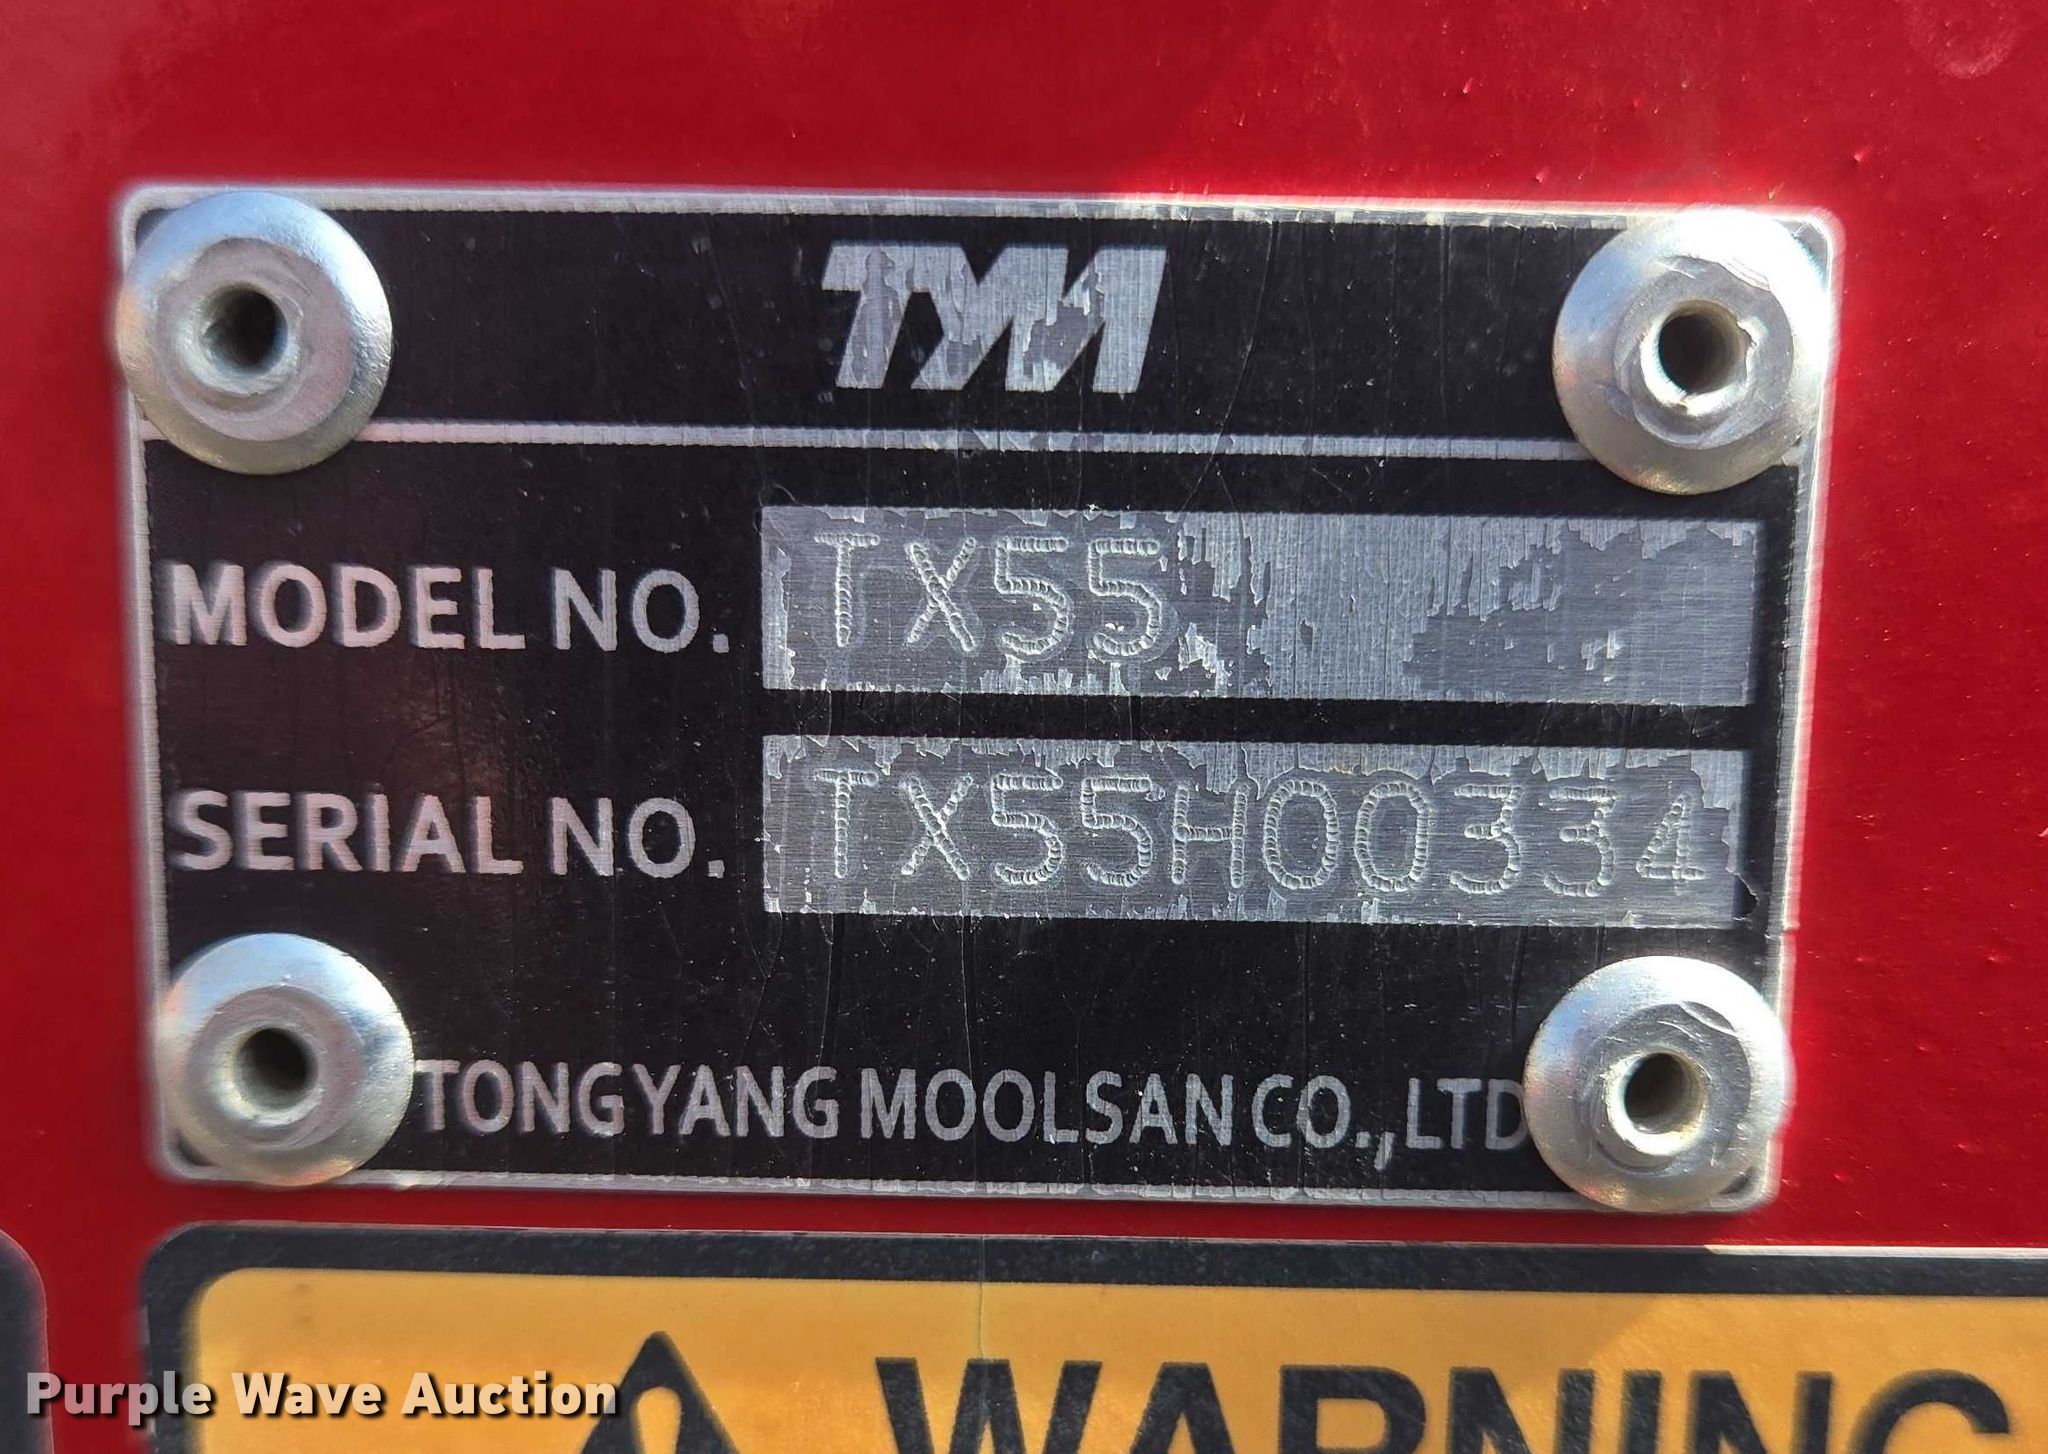 TYM
MODEL NO. TX55
SERIAL NO. TX55H00334
TONGYANG MOOLSAN CO.,LTD
WARNING
Purple Wave Auction